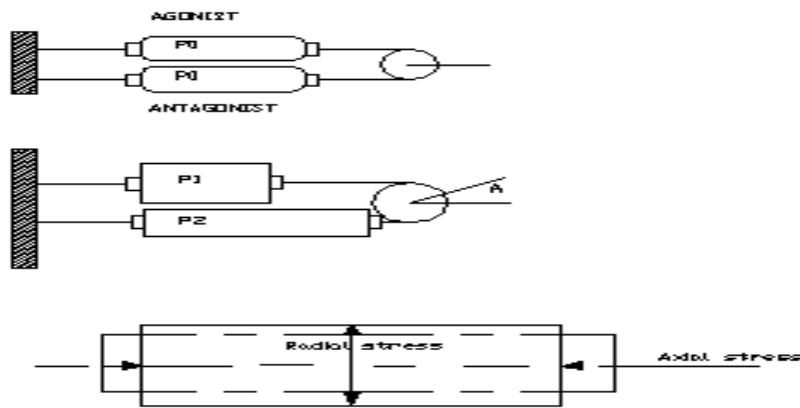 AGONIST
P0
P0
ANTAGONIST
P1
A
P2
Radial stress
Axial stress